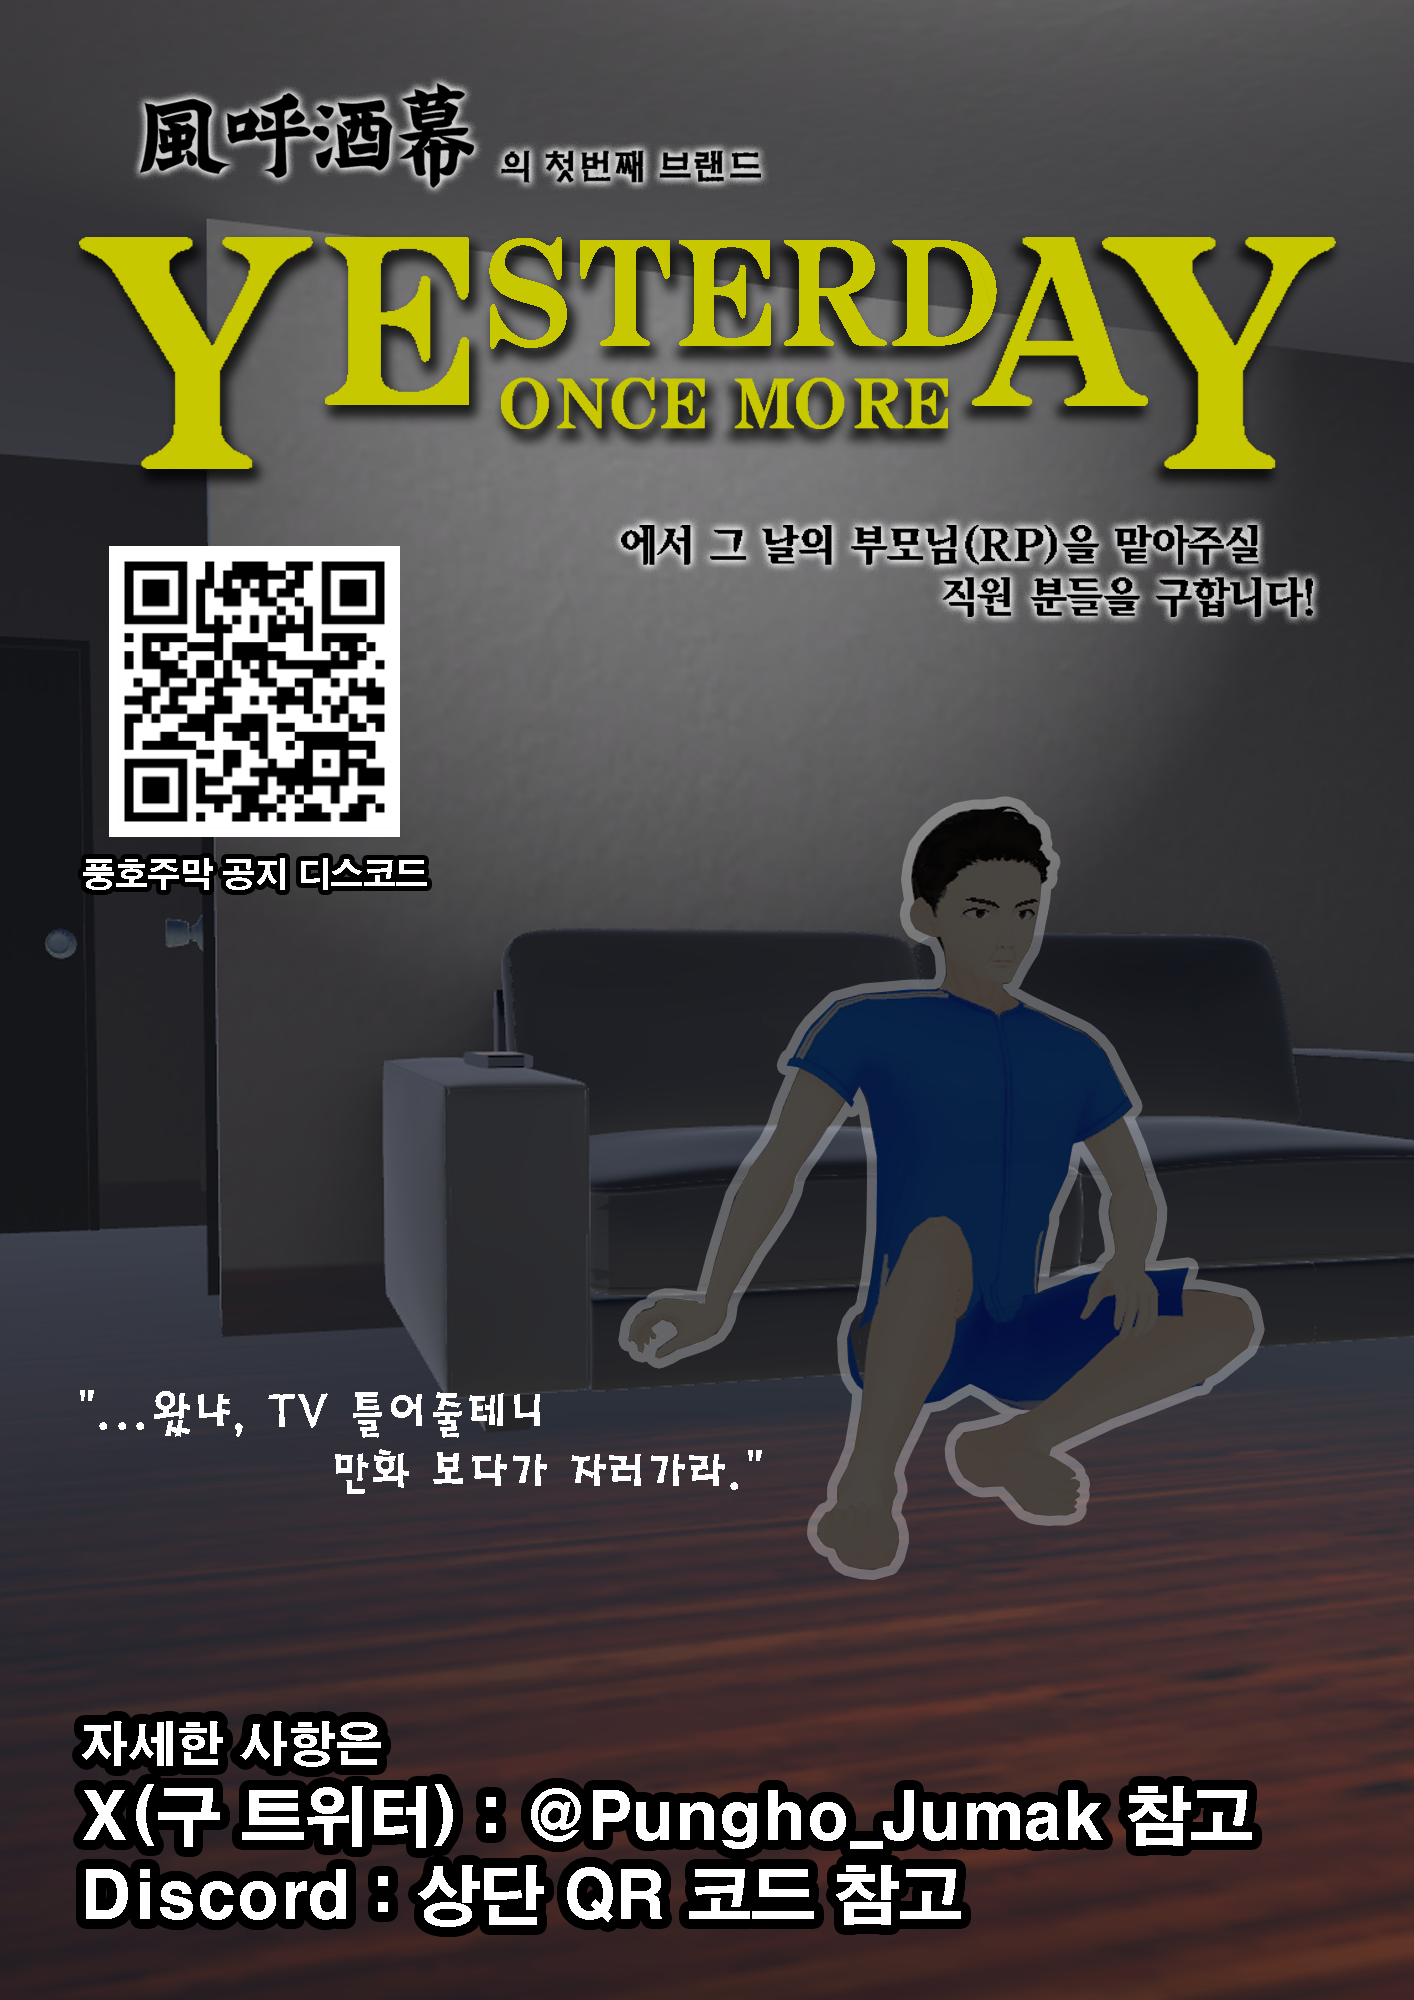 風呼酒幕 의 첫번째 브랜드
YESTERDAY
ONCE MORE
에서 그 날의 부모님(RP)을 맡아주실
직원 분들을 구합니다!
풍호주막 공지 디스코드
"...왔냐, TV 틀어줄테니
만화 보다가 자러가라."
자세한 사항은
X(구 트위터) : @Pungho_Jumak 참고
Discord : 상단 QR 코드 참고